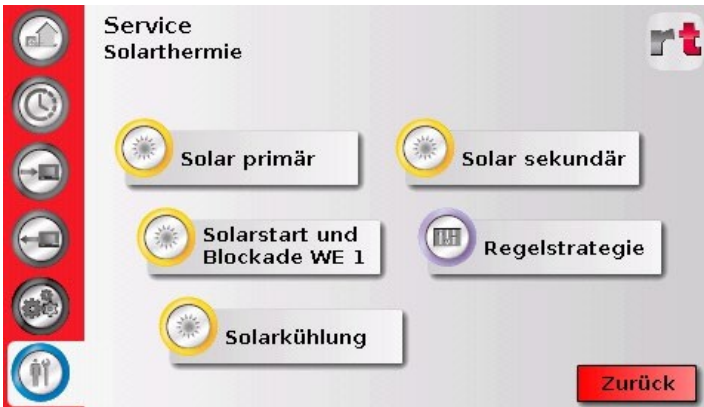 Service
Solarthermie
rt
Solar primär
Solar sekundär
Solarstart und
Blockade WE 1
Regelstrategie
Solarkühlung
Zurück